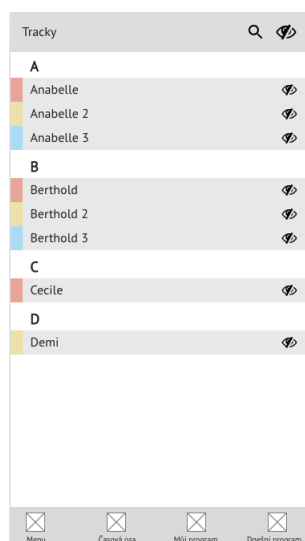 Tracky
A
Anabelle
Anabelle 2
Anabelle 3
B
Berthold
Berthold 2
Berthold 3
C
Cecile
D
Demi
Menu Časová osa Můj program Dnešní program